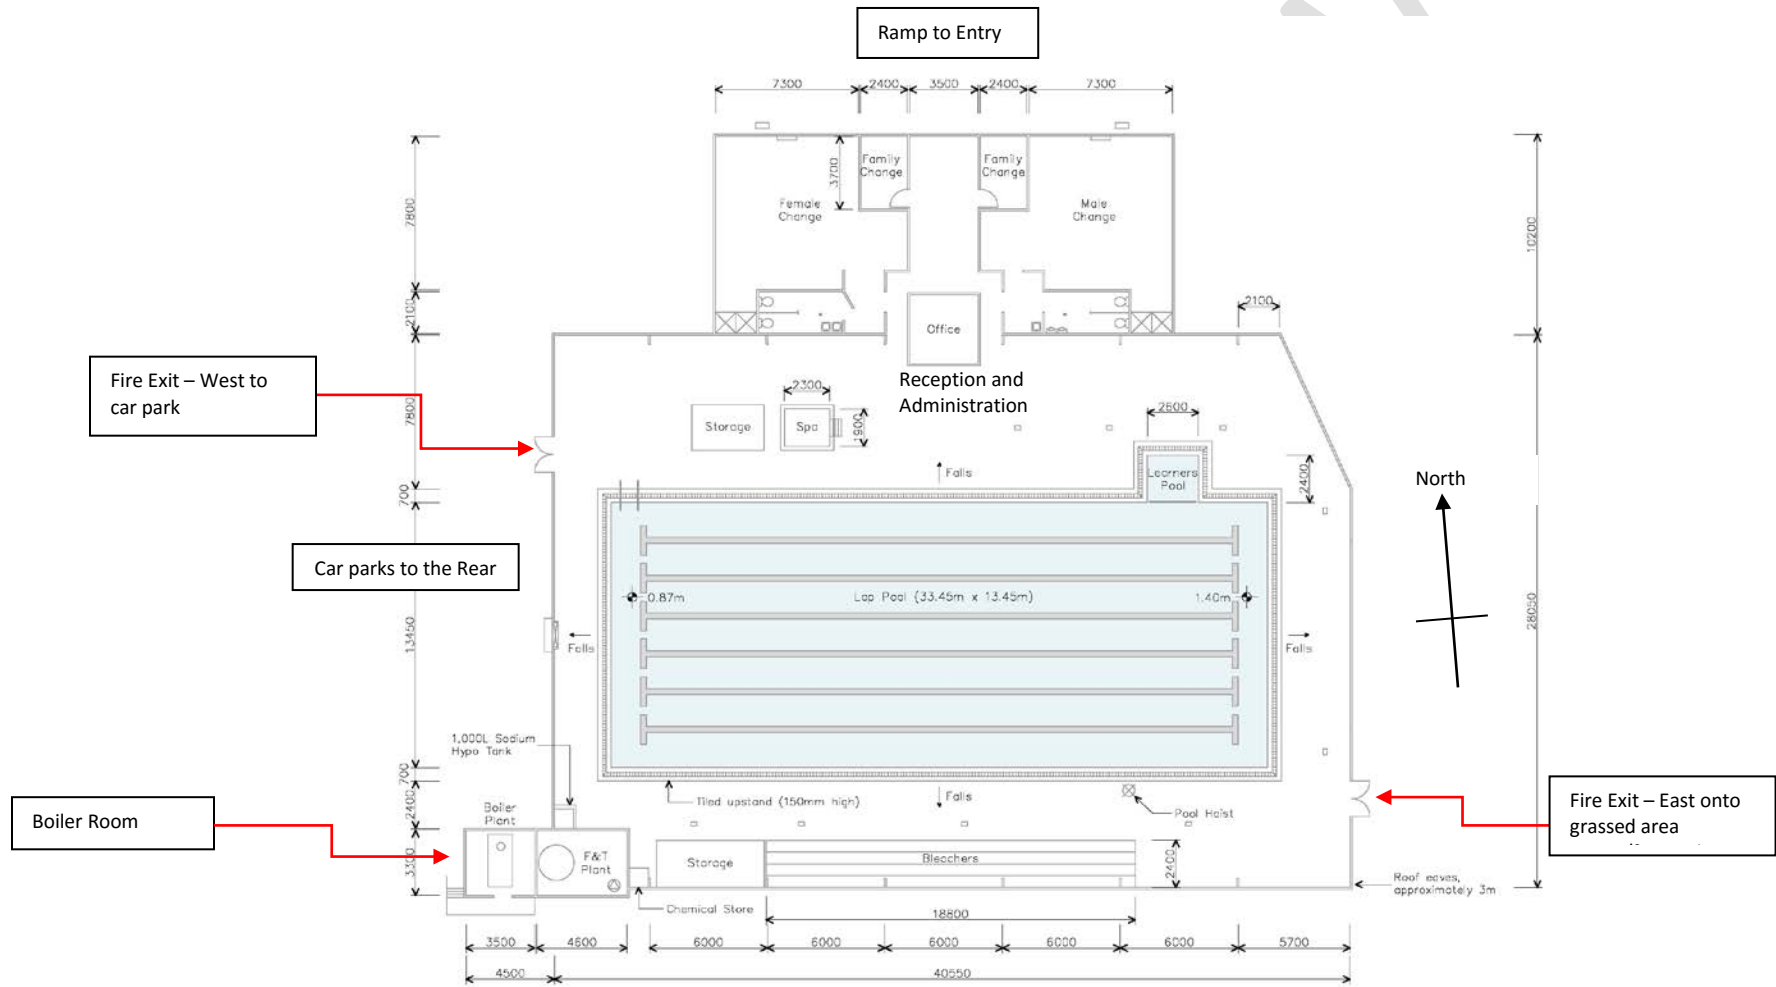 Ramp to Entry
7300
2400
3500
2400
7300
Family
Change
Family
Change
3700
Female
Change
Male
Change
7800
10200
2100
2100
Office
Reception and
Administration
Fire Exit – West to
car park
7800
2300
Storage
Spa
1900
2600
Falls
Learners
Pool
2400
North
700
Car parks to the Rear
0.87m
Lap Pool (33.45m x 13.45m)
1.40m
13450
28050
Falls
Falls
1,000L Sodium
Hypo Tank
700
Tiled upstand (150mm high)
Falls
Pool Hoist
2400
Boiler
Plant
Boiler Room
Fire Exit – East onto
grassed area
3300
F&T
Plant
Storage
Bleachers
2400
Roof eaves,
approximately 3m
Chemical Store
18800
3500
4600
6000
6000
6000
6000
6000
5700
4500
40550